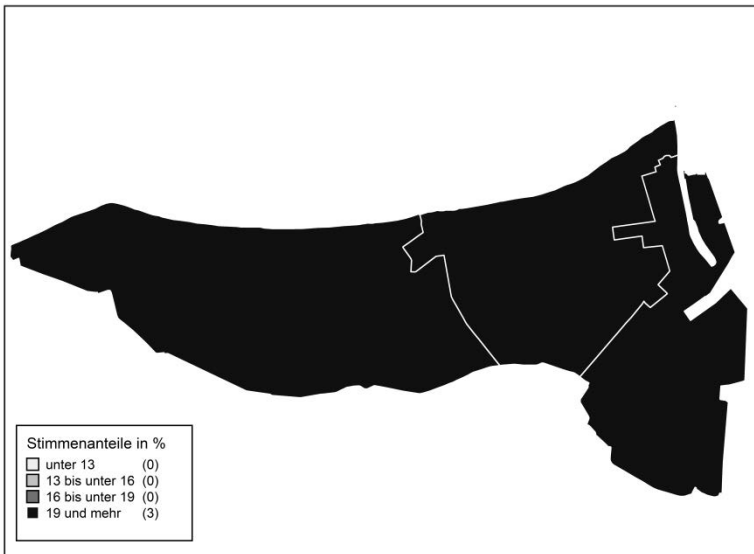 Stimmenanteile in %
unter 13 (0)
13 bis unter 16 (0)
16 bis unter 19 (0)
19 und mehr (3)